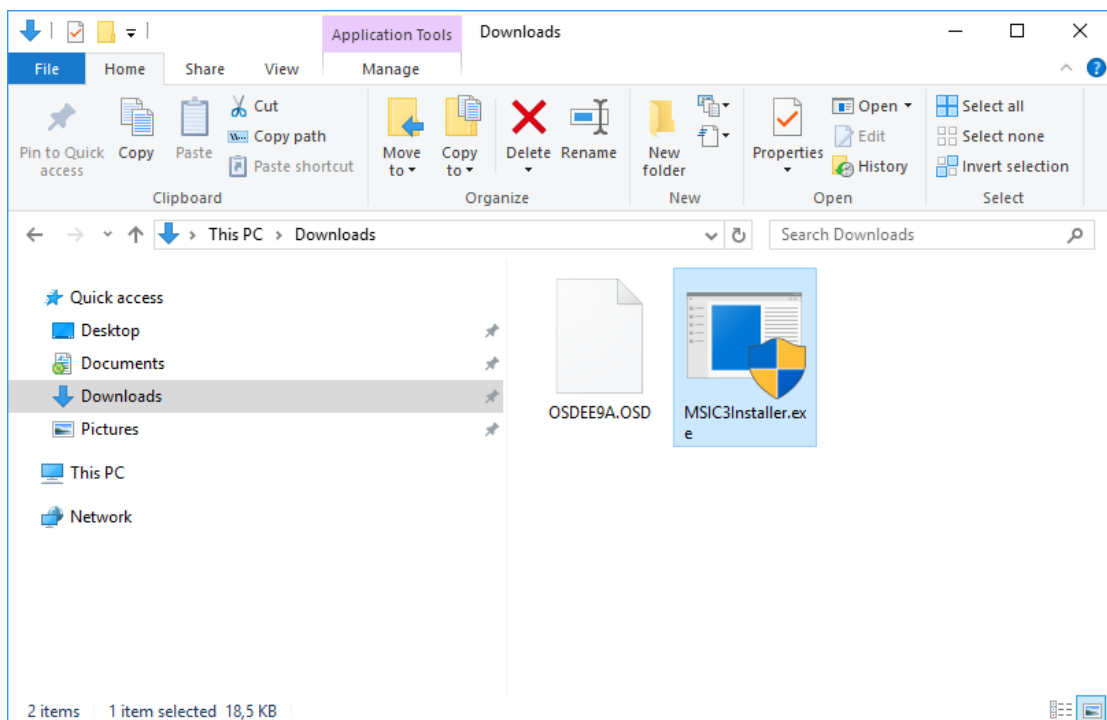 Application Tools
Downloads
File
Home
Share
View
Manage
Pin to Quick
access
Copy
Paste
Cut
Copy path
Paste shortcut
Clipboard
Move
to
Copy
to
Delete
Rename
Organize
New
folder
New
Properties
Open
Edit
History
Open
Select all
Select none
Invert selection
Select
This PC
Downloads
Search Downloads
Quick access
Desktop
Documents
Downloads
Pictures
This PC
Network
OSDEE9A.OSD
MSIC3Installer.ex
e
2 items
1 item selected 18,5 KB